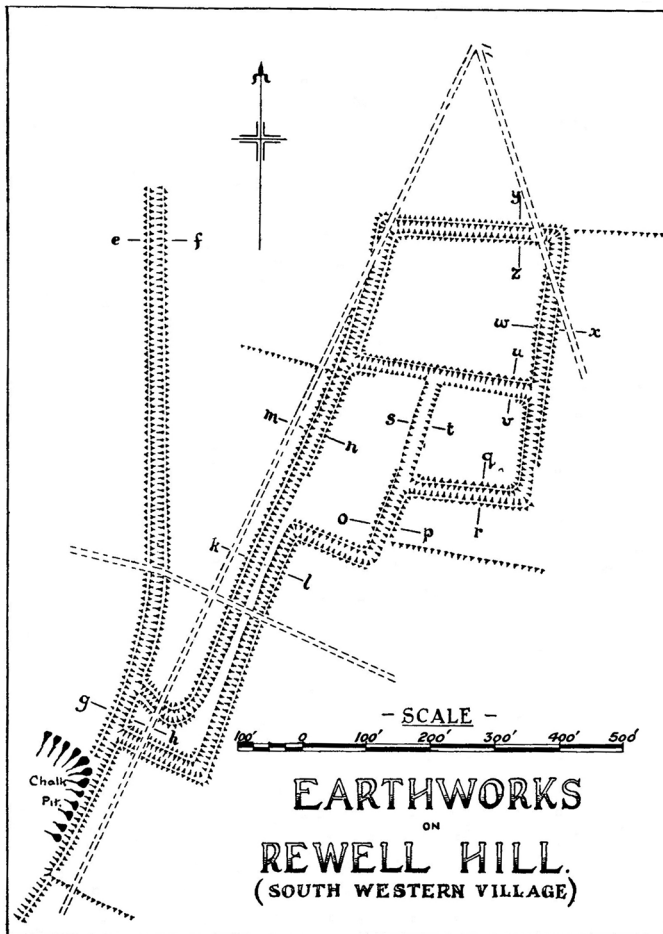 y
e f
z
w x
u
m s t v
n
q
o p r
k
l
g
h
- SCALE -
100' 0 100' 200' 300' 400' 500'
Chalk
Pit.
EARTHWORKS
ON
REWELL HILL.
(SOUTH WESTERN VILLAGE)